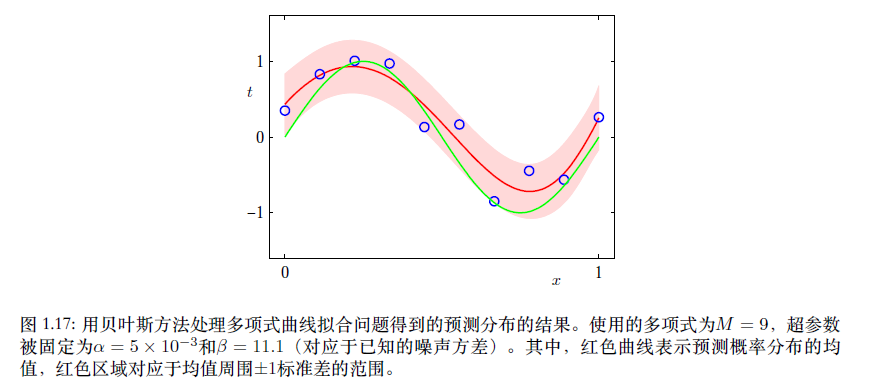 1
t
0
−1
0
x
1
图 1.17: 用贝叶斯方法处理多项式曲线拟合问题得到的预测分布的结果。使用的多项式为M = 9，超参数
被固定为α = 5 × 10⁻³和β = 11.1（对应于已知的噪声方差）。其中，红色曲线表示预测概率分布的均
值，红色区域对应于均值周围±1标准差的范围。